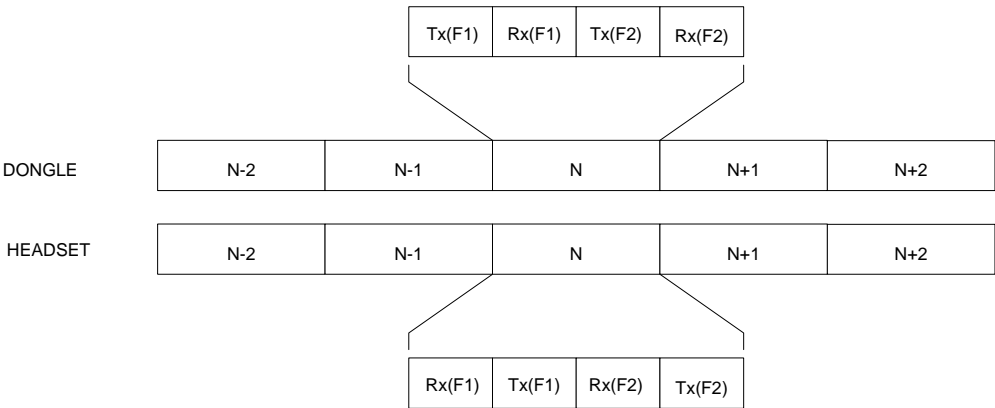 Tx(F1) Rx(F1) Tx(F2) Rx(F2)
DONGLE N-2 N-1 N N+1 N+2
HEADSET N-2 N-1 N N+1 N+2
Rx(F1) Tx(F1) Rx(F2) Tx(F2)